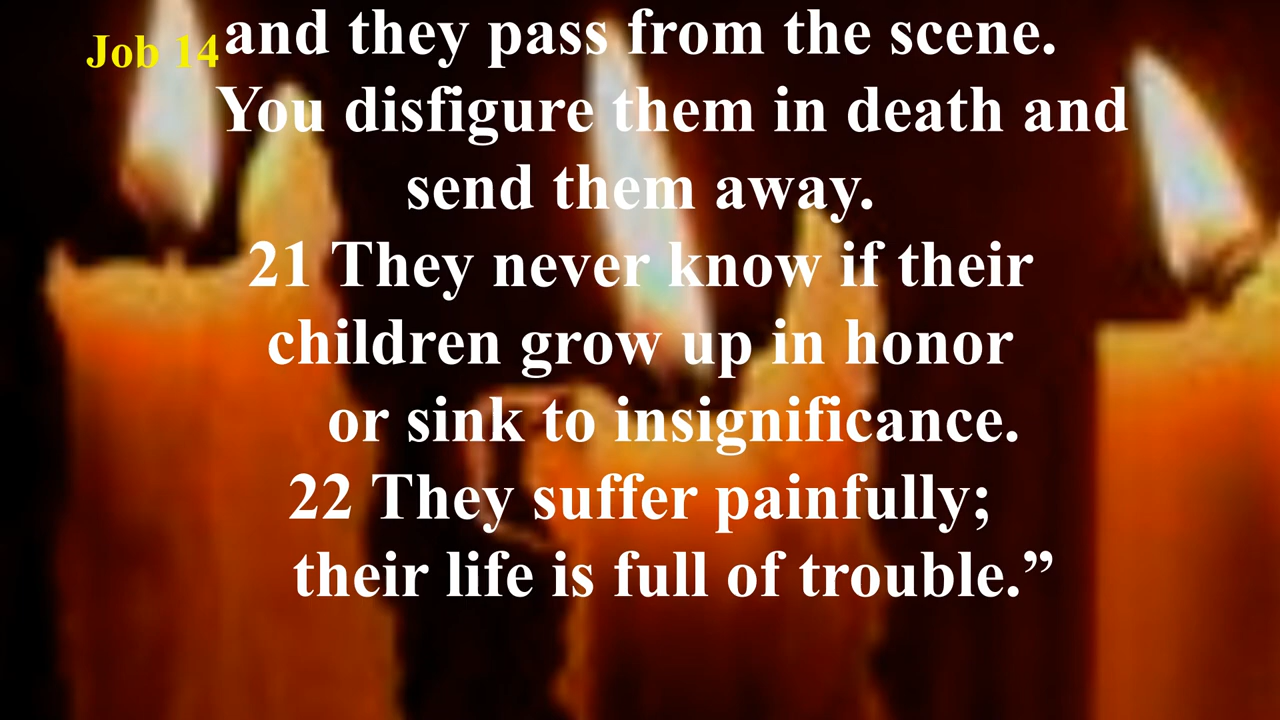 Job 14
and they pass from the scene.
You disfigure them in death and
send them away.
21 They never know if their
children grow up in honor
or sink to insignificance.
22 They suffer painfully;
their life is full of trouble.”